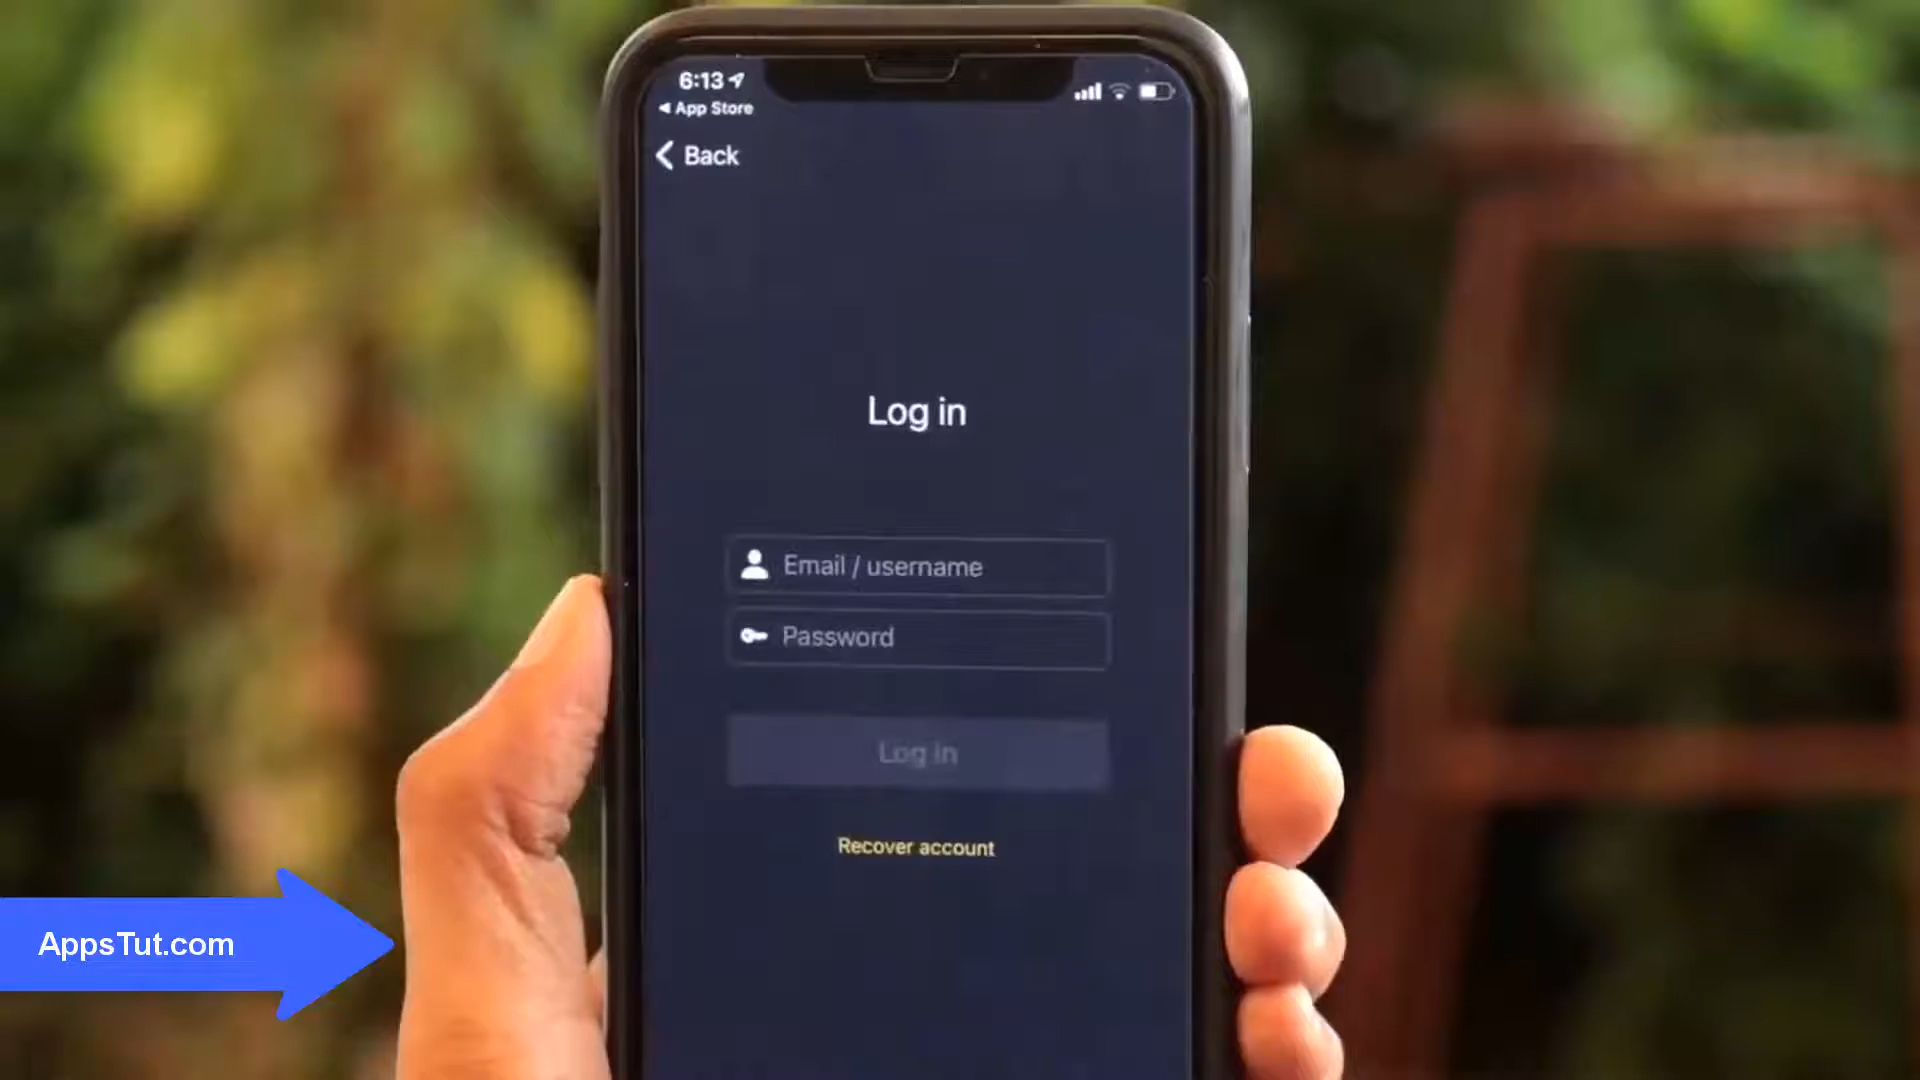 6:13
App Store
Back
Log in
Email / username
Password
Log in
Recover account
AppsTut.com